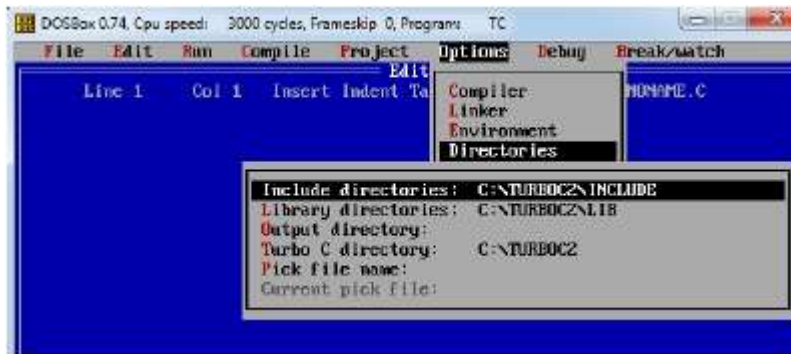 DOSBox 0.74, Cpu speed: 3000 cycles, Frameskip 0, Program: TC
File Edit Run Compile Project Options Debug Break/watch
Edit
Line 1 Col 1 Insert Indent Ta NONAME.C
Compiler
Linker
Environment
Directories
Include directories: C:\TURBOC2\INCLUDE
Library directories: C:\TURBOC2\LIB
Output directory:
Turbo C directory: C:\TURBOC2
Pick file name:
Current pick file: